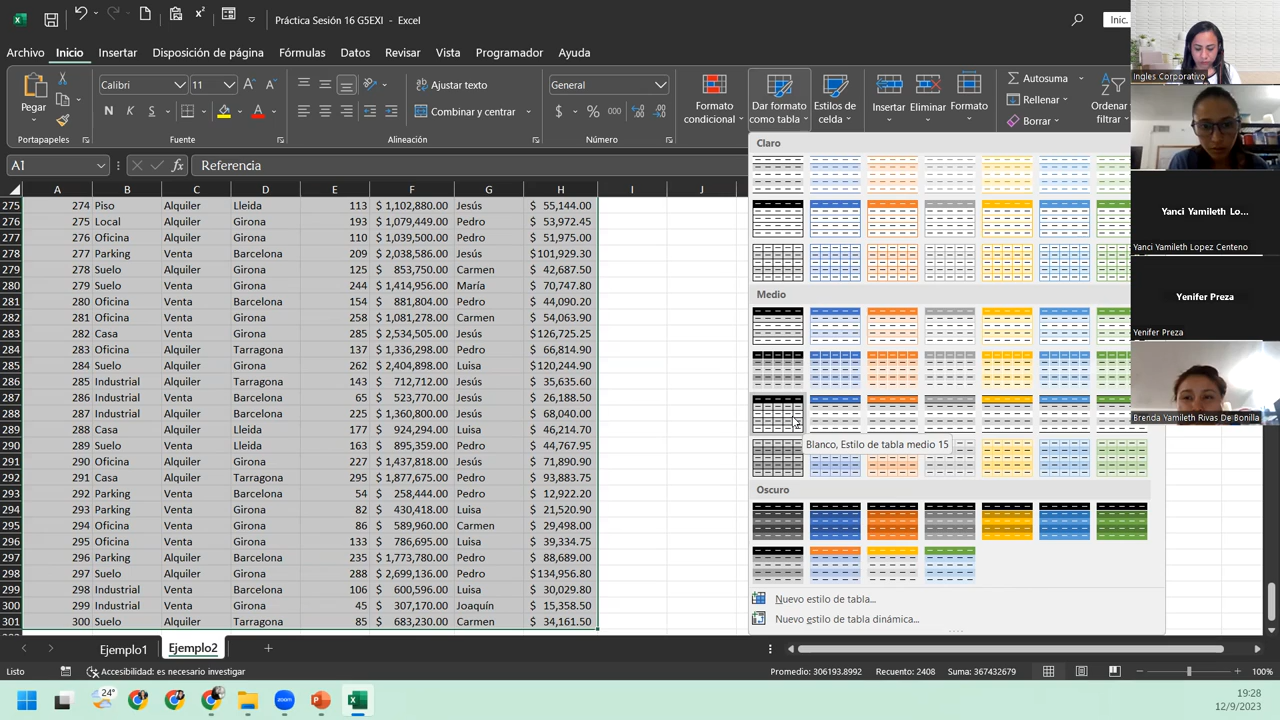 Práctica Sesión 16 G5EXI - Excel
Inic.
Archivo Inicio Insertar Disposición de página Fórmulas Datos Revisar Vista Programador Ayuda
Pegar
Calibri 11
N K S
Ajustar texto
Combinar y centrar
General
$ % 000
Formato condicional
Dar formato como tabla
Estilos de celda
Insertar Eliminar Formato
Autosuma
Rellenar
Borrar
Ordenar filtrar
Portapapeles Fuente Alineación Número
A1 fx Referencia
A D F G H I J
275 274 Piso Alquiler Lleida 113 $ 1,102,880.00 Jesús $ 55,144.00
276 275 Local Alquiler Girona 193 $ 1,079,449.00 Pedro $ 53,972.45
277 276 Oficina Alquiler Girona 110 $ 1,039,500.00 Pedro $ 51,975.00
278 277 Parking Venta Barcelona 209 $ 2,038,586.00 Jesús $101,929.30
279 278 Suelo Alquiler Girona 125 $ 853,750.00 Carmen $ 42,687.50
280 279 Suelo Venta Girona 244 $ 1,414,956.00 María $ 70,747.80
281 280 Oficina Venta Barcelona 154 $ 881,804.00 Pedro $ 44,090.20
282 281 Oficina Venta Girona 258 $ 1,081,278.00 Carmen $ 54,063.90
283 282 Casa Venta Girona 285 $ 1,534,505.00 María $ 76,725.25
284 283 Oficina Alquiler Tarragona 137 $ 1,336,298.00 Pedro $ 66,814.90
285 284 Suelo Alquiler Girona 262 $ 2,404,898.00 Luisa $120,244.90
286 285 Industrial Alquiler Tarragona 143 $ 712,712.00 Jesús $ 35,635.60
287 286 Industrial Venta Barcelona 65 $ 523,770.00 Jesús $ 26,188.50
288 287 Industrial Venta Barcelona 225 $ 1,360,800.00 Jesús $ 68,040.00
289 288 Casa Venta Lleida 177 $ 924,294.00 Luisa $ 46,214.70
290 289 Suelo Venta Lleida 163 $ 895,359.00 Pedro $ 44,767.95
291 290 Oficina Venta Girona 227 $ 1,437,818.00 Jesús $ 71,890.90
292 291 Casa Alquiler Tarragona 295 $ 1,877,675.00 Pedro $ 93,883.75
293 292 Parking Venta Barcelona 54 $ 258,444.00 Pedro $ 12,922.20
294 293 Parking Venta Girona 82 $ 430,418.00 Luisa $ 21,520.90
295 294 Oficina Venta Girona 86 $ 589,960.00 Carmen $ 29,498.00
296 295 Oficina Venta Girona 133 $ 786,695.00 Luisa $ 39,334.75
297 296 Parking Alquiler Barcelona 235 $ 1,773,780.00 Pedro $ 88,689.00
298 297 Suelo Alquiler Girona 288 $ 2,699,136.00 Luisa $134,956.80
299 298 Industrial Venta Barcelona 106 $ 600,596.00 Luisa $ 30,029.80
300 299 Industrial Venta Girona 45 $ 307,170.00 Joaquín $ 15,358.50
301 300 Suelo Alquiler Tarragona 85 $ 683,230.00 Carmen $ 34,161.50
Claro
Medio
Blanco, Estilo de tabla medio 15
Oscuro
Nuevo estilo de tabla...
Nuevo estilo de tabla dinámica...
Ingles Corporativo
Yanci Yamileth Lo...
Yanci Yamileth Lopez Centeno
Yenifer Preza
Yenifer Preza
Brenda Yamileth Rivas De Bonilla
Ejemplo1 Ejemplo2
Listo Accesibilidad: es necesario investigar Promedio: 306193.8992 Recuento: 2408 Suma: 367432679 100%
24°
zoom
19:28
12/9/2023